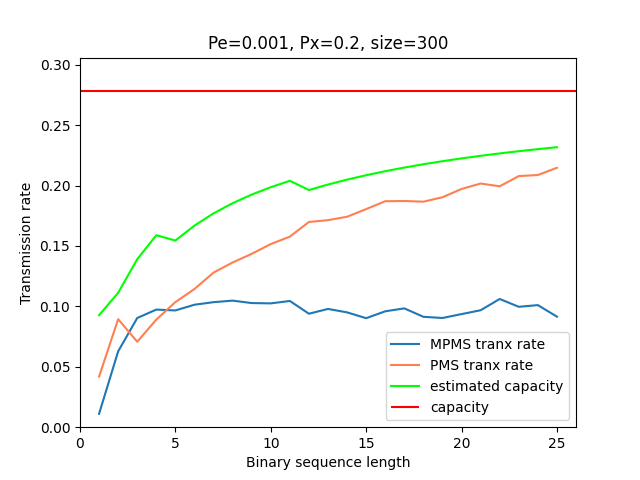 Pe=0.001, Px=0.2, size=300
0.30
0.25
0.20
0.15
0.10
0.05
0.00
Transmission rate
MPMS tranx rate
PMS tranx rate
estimated capacity
capacity
0 5 10 15 20 25
Binary sequence length